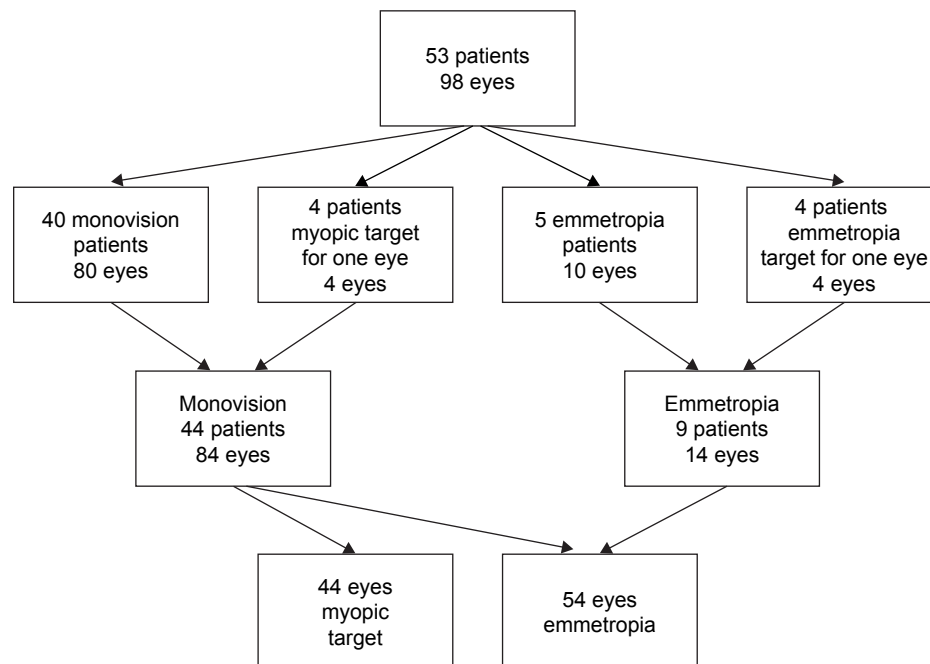 53 patients
98 eyes
40 monovision
patients
80 eyes
4 patients
myopic target
for one eye
4 eyes
5 emmetropia
patients
10 eyes
4 patients
emmetropia
target for one eye
4 eyes
Monovision
44 patients
84 eyes
Emmetropia
9 patients
14 eyes
44 eyes
myopic
target
54 eyes
emmetropia